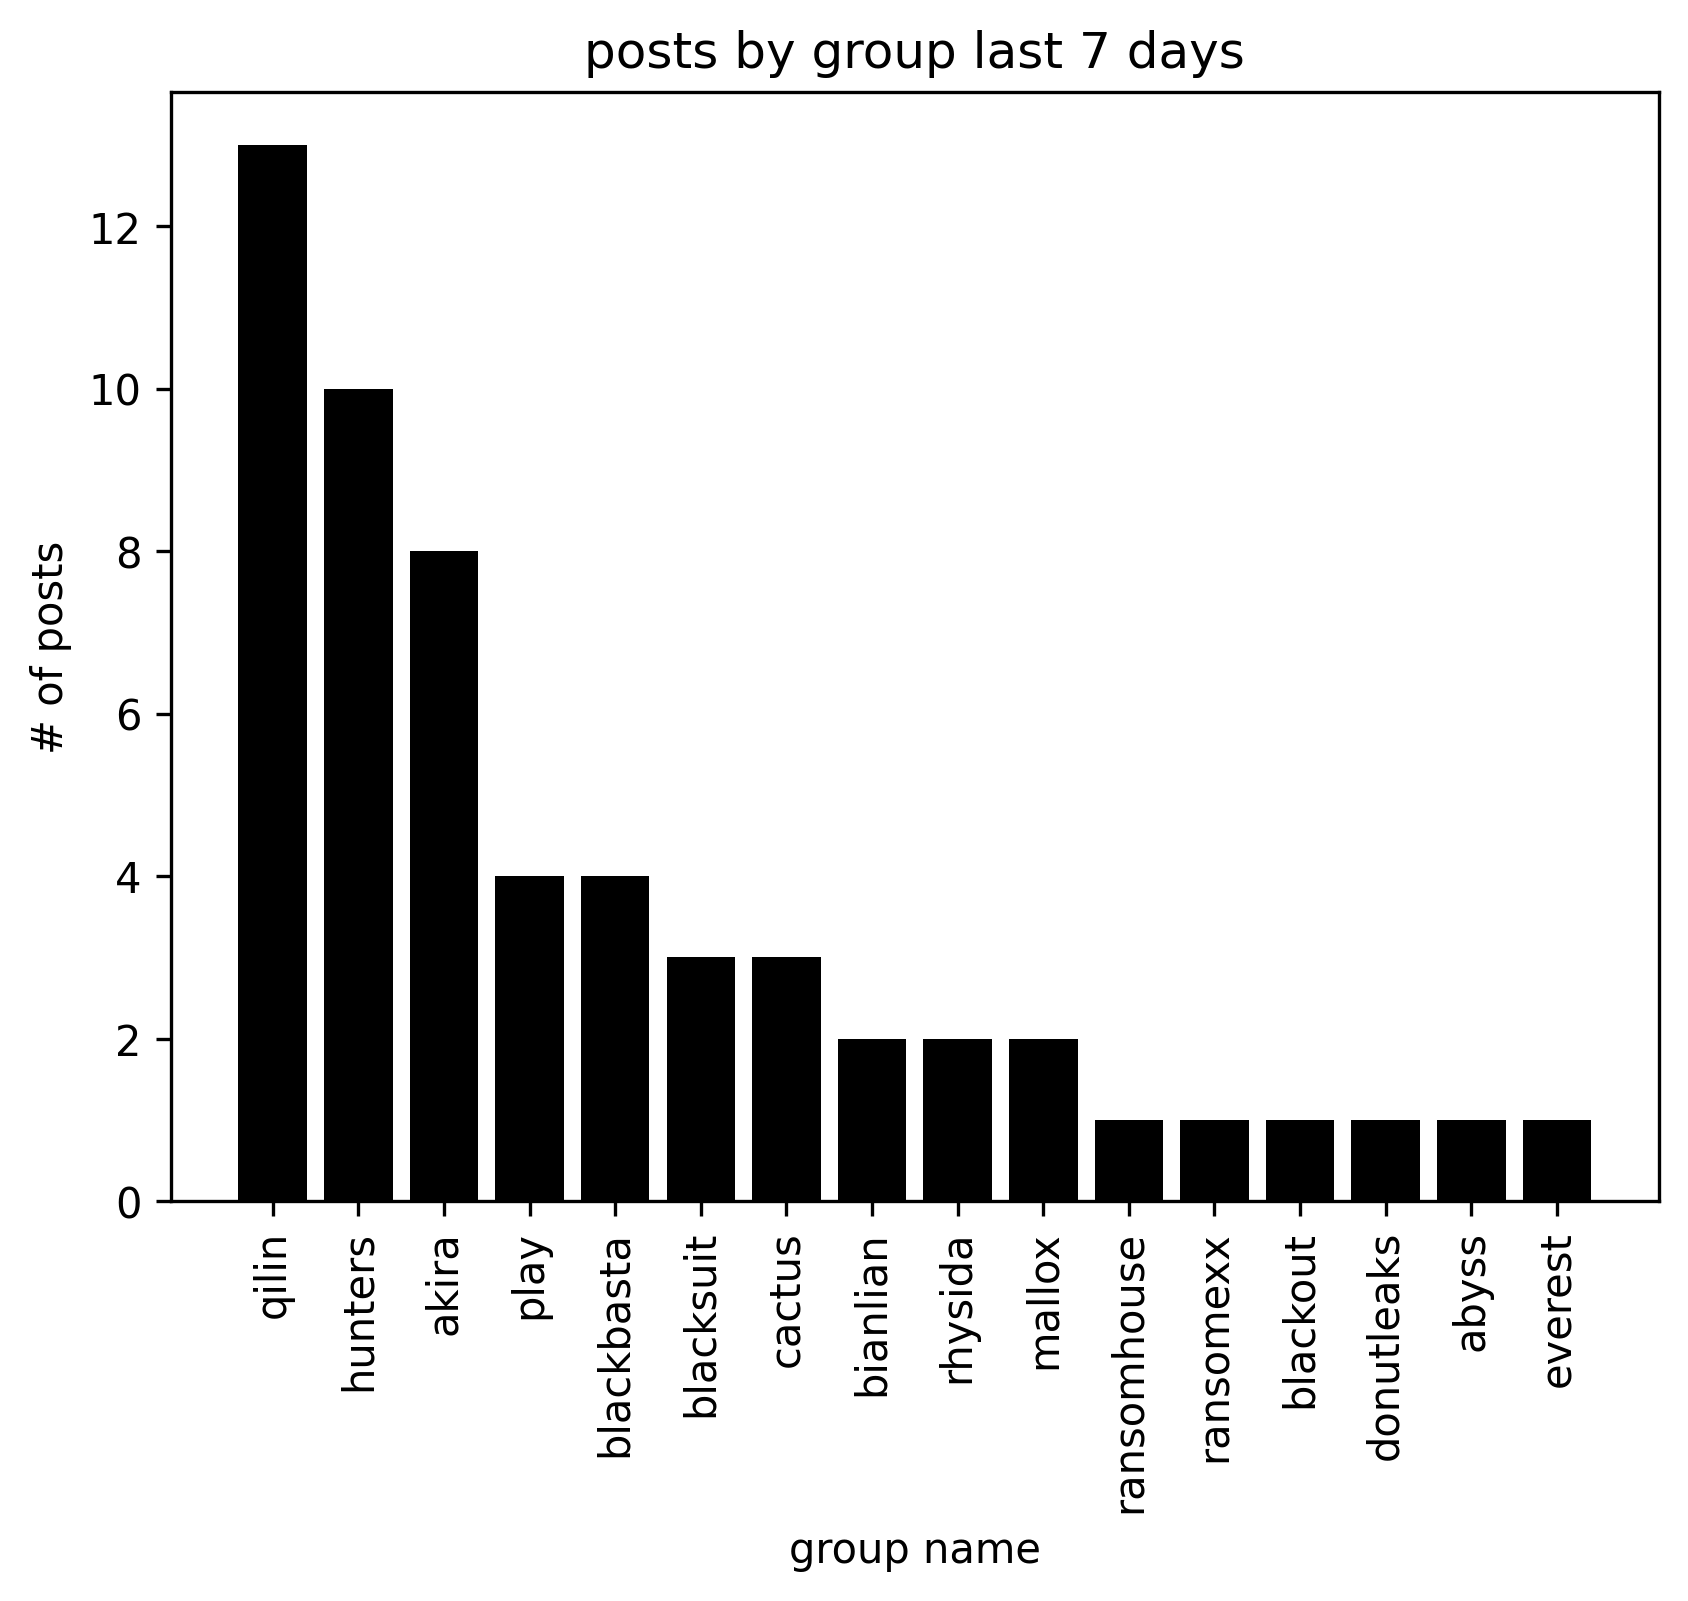 posts by group last 7 days
# of posts
12
10
8
6
4
2
0
qilin
hunters
akira
play
blackbasta
blacksuit
cactus
bianlian
rhysida
mallox
ransomhouse
ransomexx
blackout
donutleaks
abyss
everest
group name